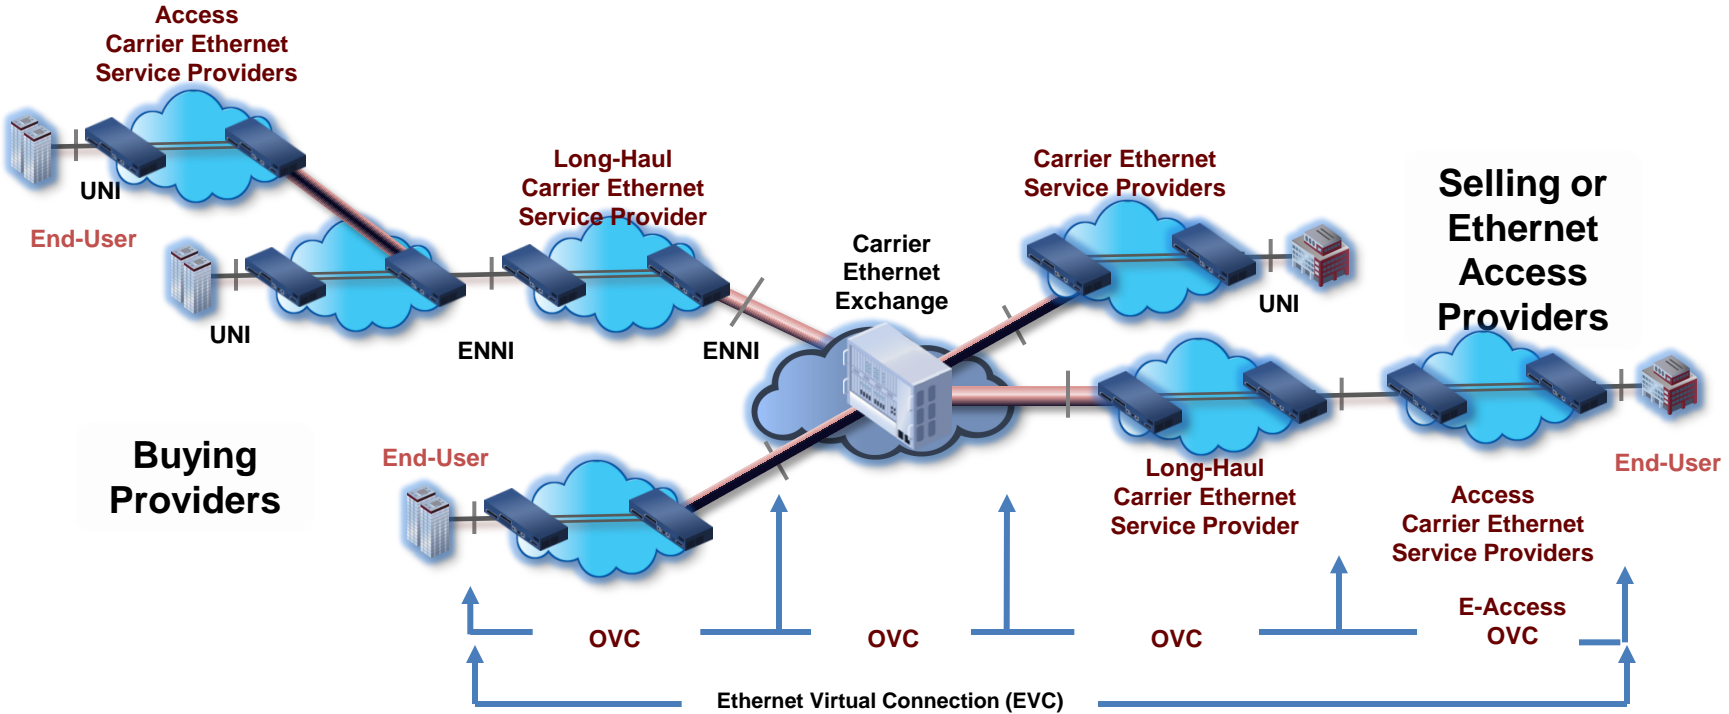 Access
Carrier Ethernet
Service Providers
UNI
End-User
UNI
ENNI
Long-Haul
Carrier Ethernet
Service Provider
ENNI
Carrier
Ethernet
Exchange
Carrier Ethernet
Service Providers
UNI
Selling or
Ethernet
Access
Providers
Buying
Providers
End-User
Long-Haul
Carrier Ethernet
Service Provider
Access
Carrier Ethernet
Service Providers
End-User
OVC
OVC
OVC
E-Access
OVC
Ethernet Virtual Connection (EVC)